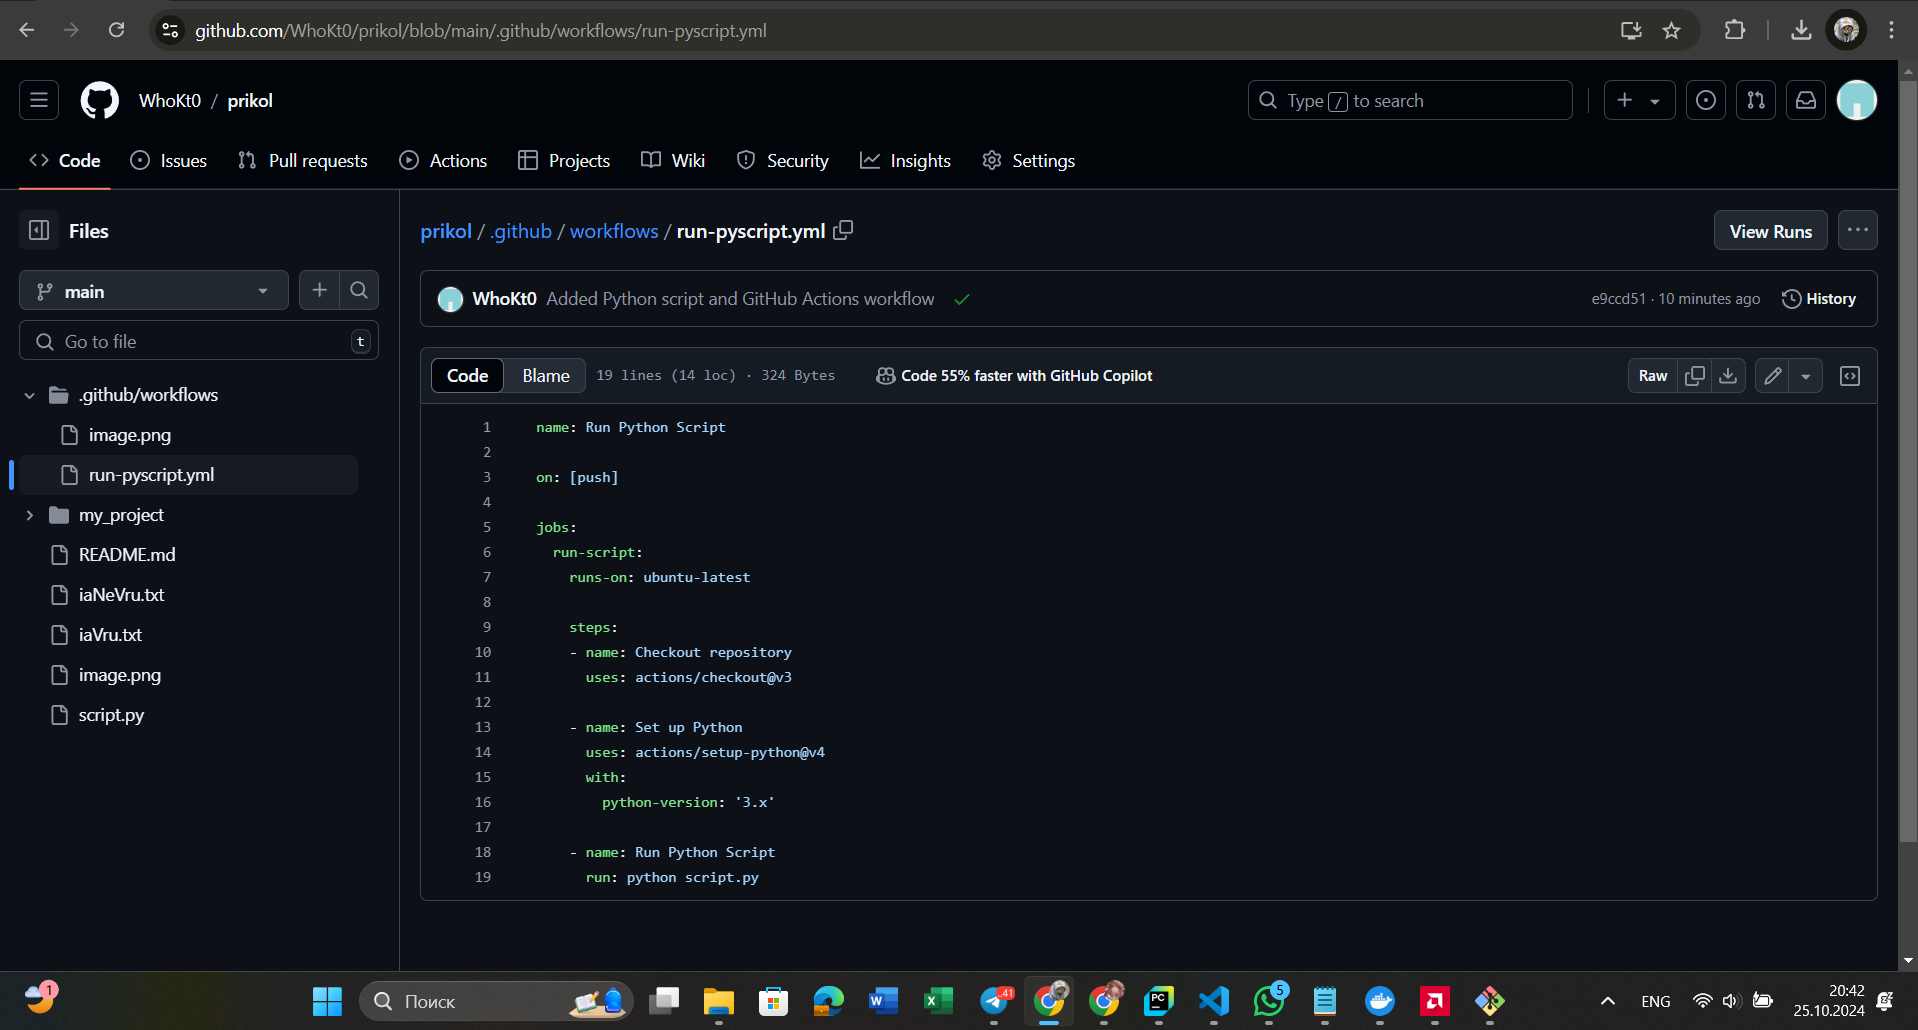 github.com/WhoKt0/prikol/blob/main/.github/workflows/run-pyscript.yml
WhoKt0 / prikol
Type / to search
Code Issues Pull requests Actions Projects Wiki Security Insights Settings
Files
prikol / .github / workflows / run-pyscript.yml
View Runs
main
WhoKt0 Added Python script and GitHub Actions workflow
e9ccd51 · 10 minutes ago History
Go to file t
Code Blame 19 lines (14 loc) · 324 Bytes Code 55% faster with GitHub Copilot Raw
.github/workflows
image.png
run-pyscript.yml
my_project
README.md
iaNeVru.txt
iaVru.txt
image.png
script.py
1 name: Run Python Script
2
3 on: [push]
4
5 jobs:
6 run-script:
7 runs-on: ubuntu-latest
8
9 steps:
10 - name: Checkout repository
11 uses: actions/checkout@v3
12
13 - name: Set up Python
14 uses: actions/setup-python@v4
15 with:
16 python-version: '3.x'
17
18 - name: Run Python Script
19 run: python script.py
1
Поиск
W
X
41
PC
5
ENG
20:42
25.10.2024